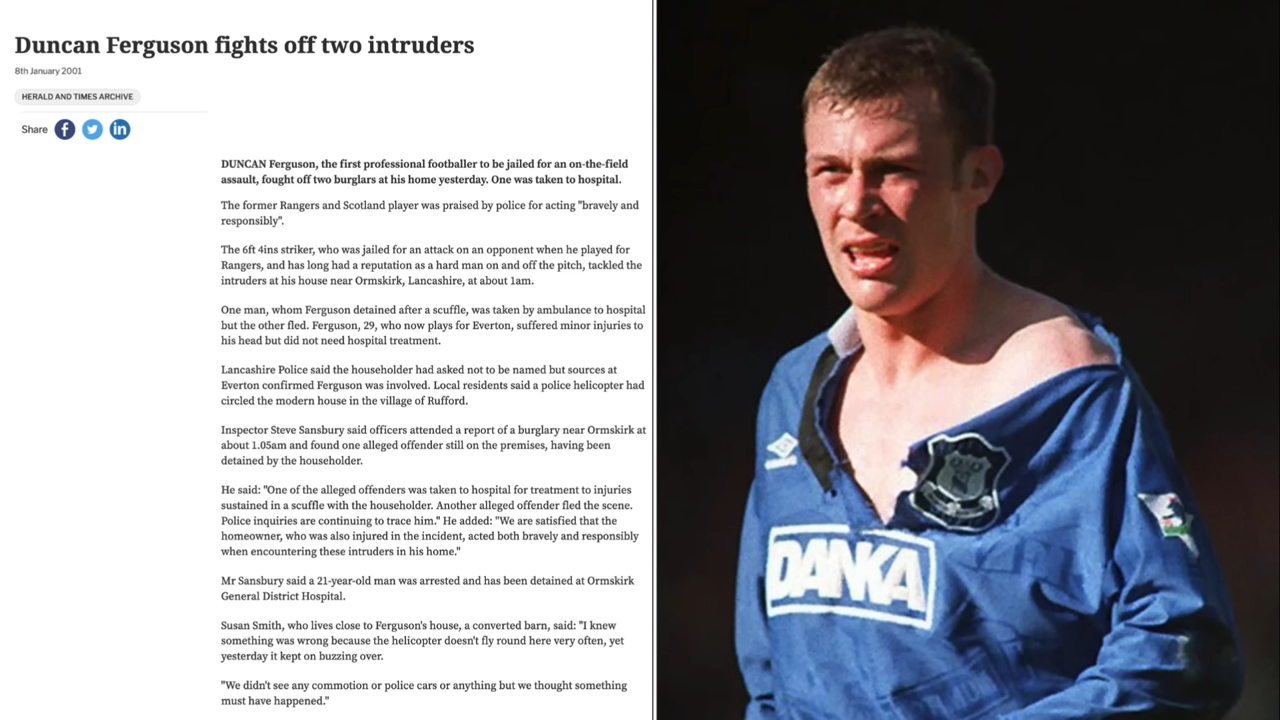 Duncan Ferguson fights off two intruders
8th January 2001
HERALD AND TIMES ARCHIVE
Share
DUNCAN Ferguson, the first professional footballer to be jailed for an on-the-field
assault, fought off two burglars at his home yesterday. One was taken to hospital.
The former Rangers and Scotland player was praised by police for acting "bravely and
responsibly".
The 6ft 4ins striker, who was jailed for an attack on an opponent when he played for
Rangers, and has long had a reputation as a hard man on and off the pitch, tackled the
intruders at his house near Ormskirk, Lancashire, at about 1am.
One man, whom Ferguson detained after a scuffle, was taken by ambulance to hospital
but the other fled. Ferguson, 29, who now plays for Everton, suffered minor injuries to
his head but did not need hospital treatment.
Lancashire Police said the householder had asked not to be named but sources at
Everton confirmed Ferguson was involved. Local residents said a police helicopter had
circled the modern house in the village of Rufford.
Inspector Steve Sansbury said officers attended a report of a burglary near Ormskirk at
about 1.05am and found one alleged offender still on the premises, having been
detained by the householder.
He said: "One of the alleged offenders was taken to hospital for treatment to injuries
sustained in a scuffle with the householder. Another alleged offender fled the scene.
Police inquiries are continuing to trace him." He added: "We are satisfied that the
homeowner, who was also injured in the incident, acted both bravely and responsibly
when encountering these intruders in his home."
Mr Sansbury said a 21-year-old man was arrested and has been detained at Ormskirk
General District Hospital.
Susan Smith, who lives close to Ferguson's house, a converted barn, said: "I knew
something was wrong because the helicopter doesn't fly round here very often, yet
yesterday it kept on buzzing over.
"We didn't see any commotion or police cars or anything but we thought something
must have happened."
DANKA